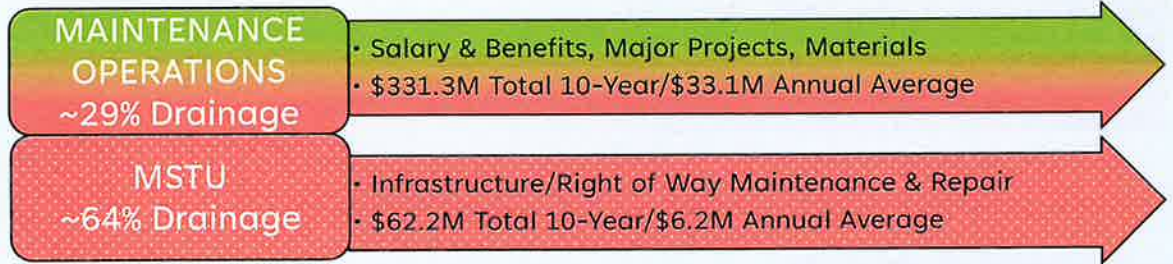 MAINTENANCE
OPERATIONS
~29% Drainage
• Salary & Benefits, Major Projects, Materials
• $331.3M Total 10-Year/$33.1M Annual Average
MSTU
~64% Drainage
• Infrastructure/Right of Way Maintenance & Repair
• $62.2M Total 10-Year/$6.2M Annual Average